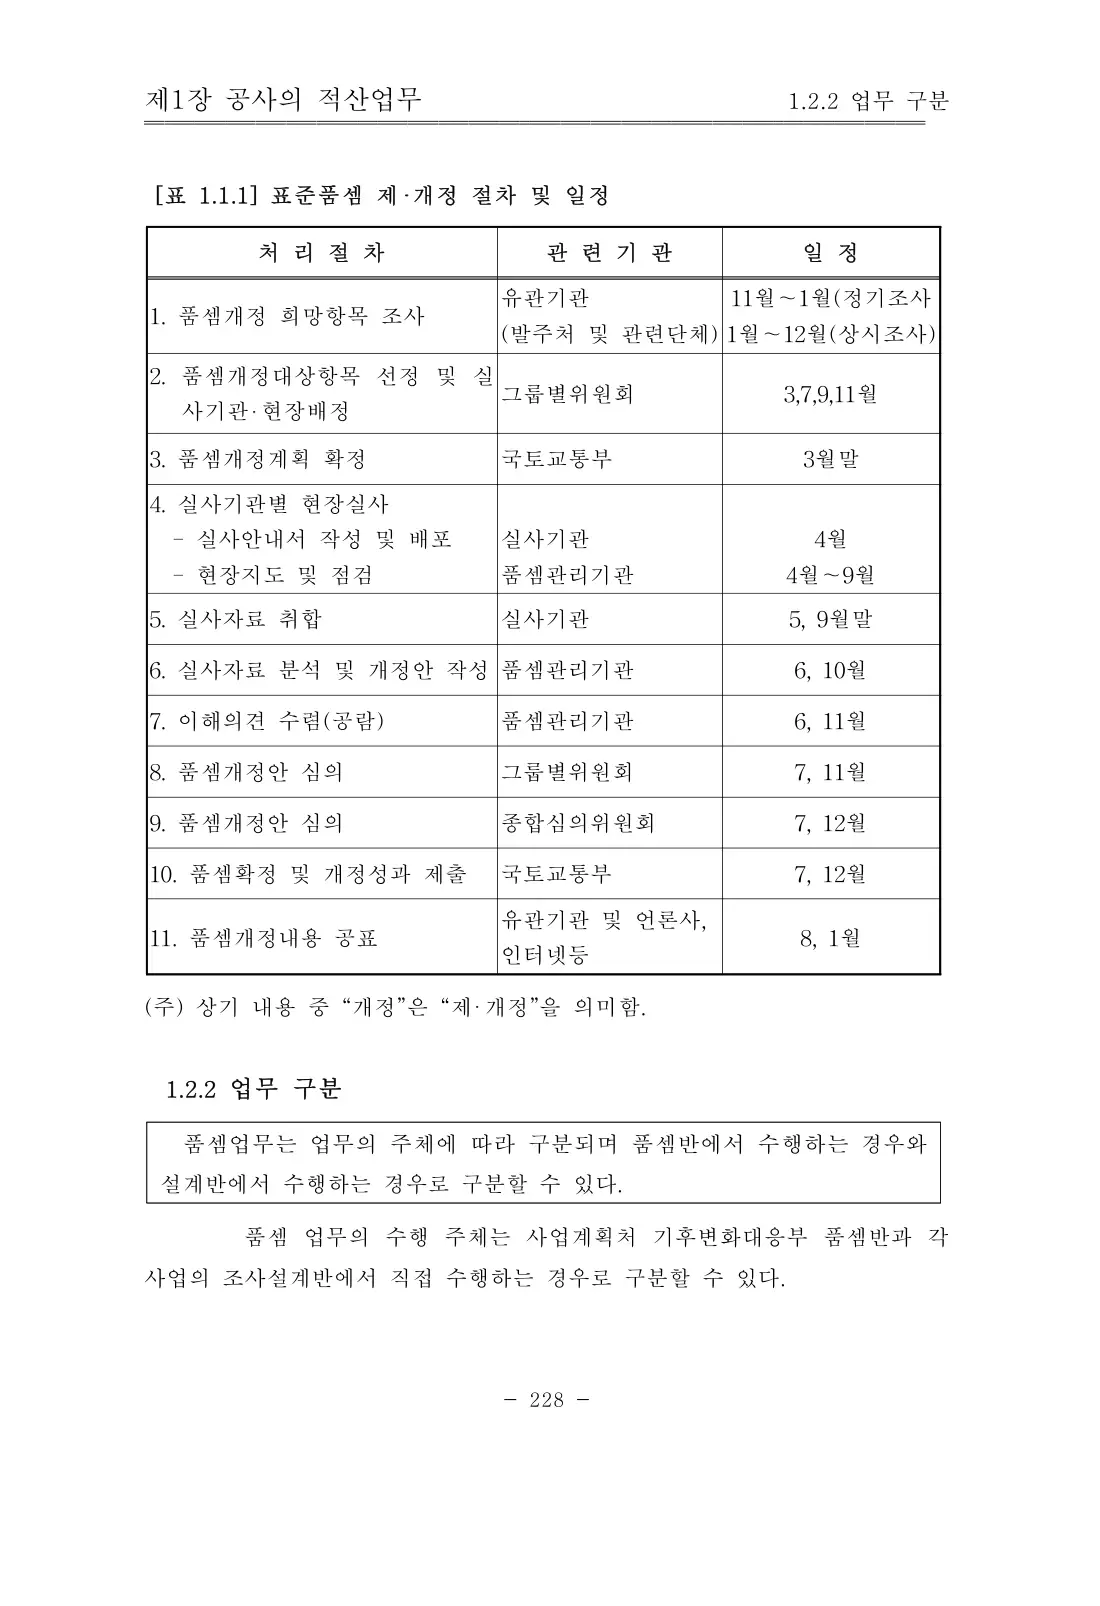 제1장 공사의 적산업무 1.2.2 업무 구분
[표 1.1.1] 표준품셈 제·개정 절차 및 일정
처 리 절 차 관 련 기 관 일 정
1. 품셈개정 희망항목 조사 유관기관 11월~1월(정기조사
(발주처 및 관련단체) 1월~12월(상시조사)
2. 품셈개정대상항목 선정 및 실
사기관·현장배정 그룹별위원회 3,7,9,11월
3. 품셈개정계획 확정 국토교통부 3월말
4. 실사기관별 현장실사
- 실사안내서 작성 및 배포 실사기관 4월
- 현장지도 및 점검 품셈관리기관 4월~9월
5. 실사자료 취합 실사기관 5, 9월말
6. 실사자료 분석 및 개정안 작성 품셈관리기관 6, 10월
7. 이해의견 수렴(공람) 품셈관리기관 6, 11월
8. 품셈개정안 심의 그룹별위원회 7, 11월
9. 품셈개정안 심의 종합심의위원회 7, 12월
10. 품셈확정 및 개정성과 제출 국토교통부 7, 12월
11. 품셈개정내용 공표 유관기관 및 언론사, 8, 1월
인터넷등
(주) 상기 내용 중 “개정”은 “제·개정”을 의미함.
1.2.2 업무 구분
품셈업무는 업무의 주체에 따라 구분되며 품셈반에서 수행하는 경우와
설계반에서 수행하는 경우로 구분할 수 있다.
품셈 업무의 수행 주체는 사업계획처 기후변화대응부 품셈반과 각
사업의 조사설계반에서 직접 수행하는 경우로 구분할 수 있다.
- 228 -